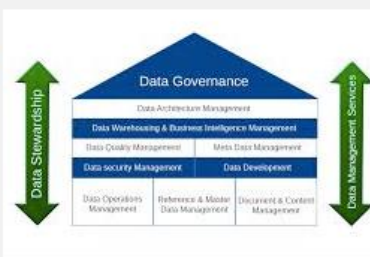 Data Governance
Data Architecture Management
Data Warehousing & Business Intelligence Management
Data Quality Management
Meta Data Management
Data security Management
Data Development
Data Operations
Management
Reference & Master
Data Management
Document & Content
Management
Data Stewardship
Data Management Services